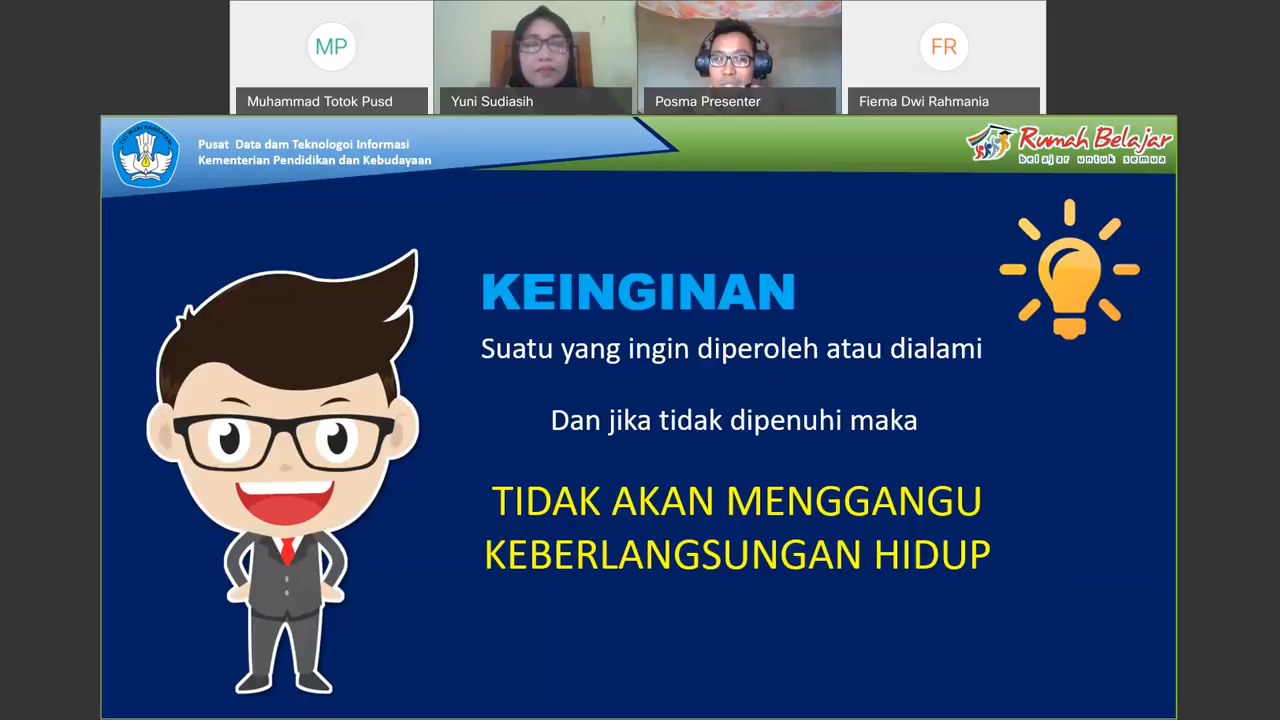 MP
FR
Muhammad Totok Pusd
Yuni Sudiasih
Posma Presenter
Fierna Dwi Rahmania
Pusat Data dam Teknologoi Informasi
Kementerian Pendidikan dan Kebudayaan
Rumah Belajar
belajar untuk semua
KEINGINAN
Suatu yang ingin diperoleh atau dialami
Dan jika tidak dipenuhi maka
TIDAK AKAN MENGGANGU
KEBERLANGSUNGAN HIDUP